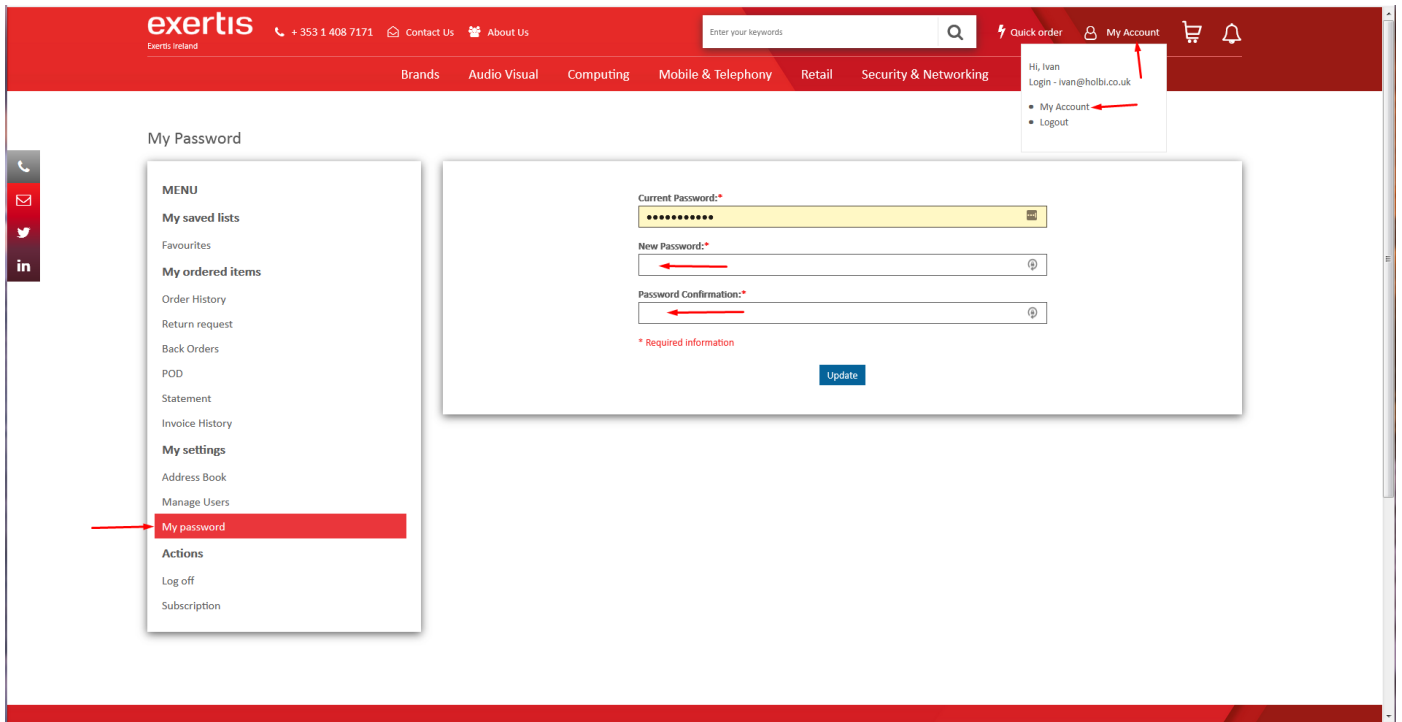 exertis
Exertis Ireland
+ 353 1 408 7171 Contact Us About Us
Enter your keywords
Quick order My Account
Brands Audio Visual Computing Mobile & Telephony Retail Security & Networking
Hi, Ivan
Login - ivan@holbi.co.uk
My Account
Logout
My Password
MENU
My saved lists
Favourites
My ordered items
Order History
Return request
Back Orders
POD
Statement
Invoice History
My settings
Address Book
Manage Users
My password
Actions
Log off
Subscription
Current Password:*
New Password:*
Password Confirmation:*
* Required information
Update
in